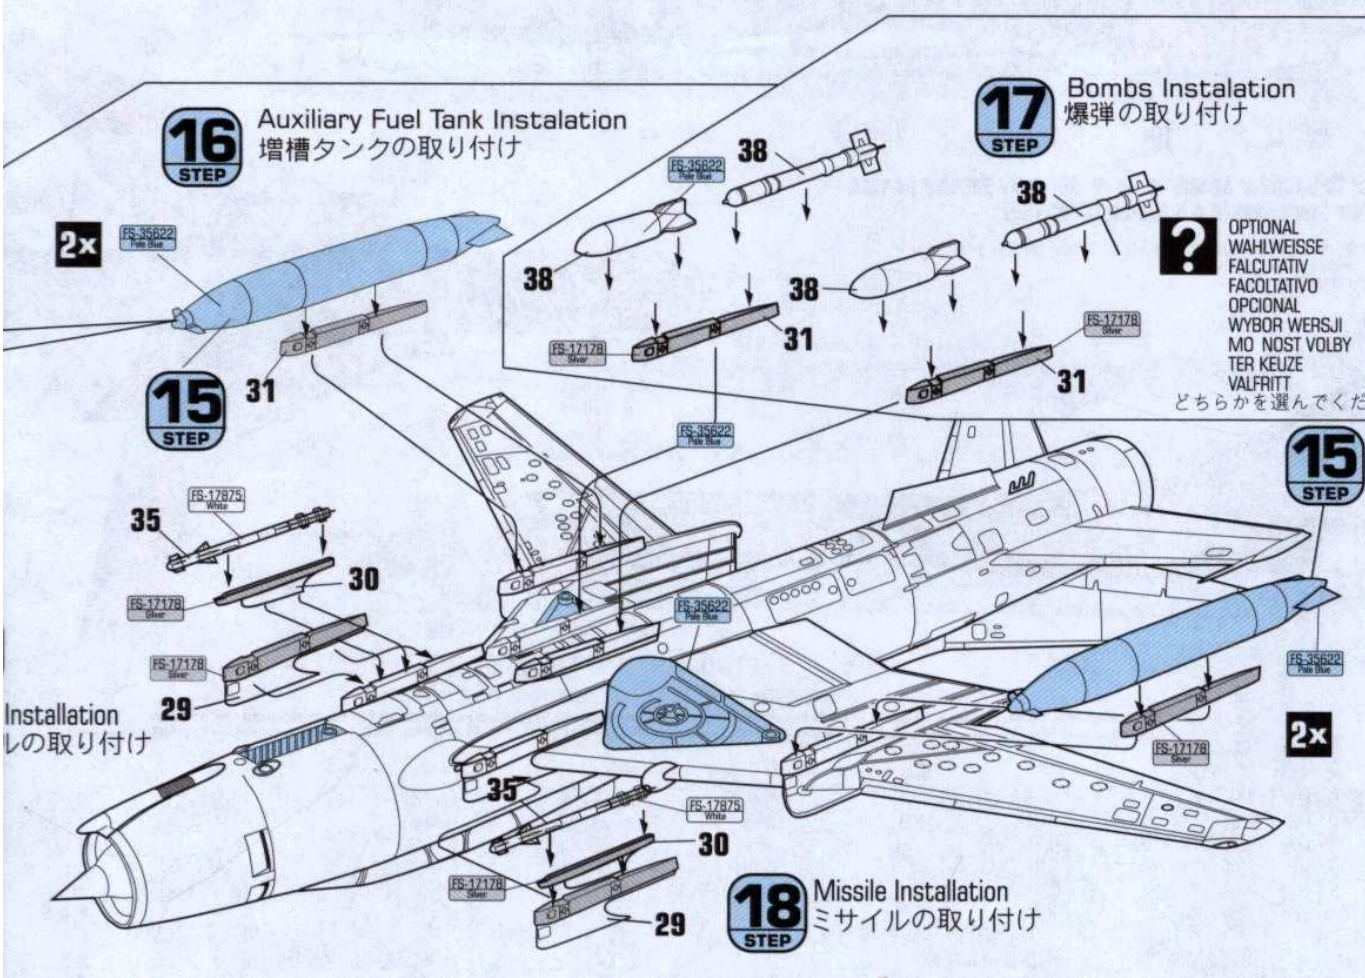 16
STEP
Auxiliary Fuel Tank Instalation
増槽タンクの取り付け
17
STEP
Bombs Instalation
爆弾の取り付け
2x
FS-35622
Pale Blue
31
15
STEP
FS-35622
Pale Blue
38
38
FS-17178
Silver
31
FS-35622
Pale Blue
38
38
FS-17178
Silver
31
?
OPTIONAL
WAHLWEISSE
FALCUTATIV
FACOLTATIVO
OPCIONAL
WYBOR WERSJI
MO NOST VOLBY
TER KEUZE
VALFRITT
どちらかを選んでくだ
15
STEP
FS-17875
White
35
30
FS-17178
Silver
FS-17178
Silver
29
Installation
ルの取り付け
FS-35622
Pale Blue
FS-35622
Pale Blue
FS-17178
Silver
2x
35
FS-17875
White
30
FS-17178
Silver
29
18
STEP
Missile Installation
ミサイルの取り付け